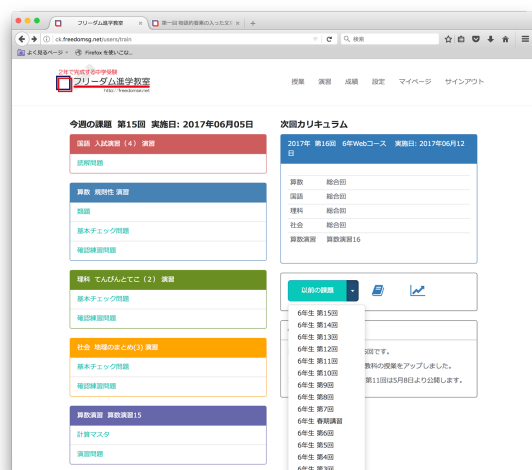 フリーダム進学教室
第一回 物語的要素の入った文章
ck.freedomsg.net/users/train
検索
よく見るページ
Firefox を使いこな...
2年で完成する中学受験
フリーダム進学教室
http://freedomse.net
授業 演習 成績 設定 マイページ サインアウト
今週の課題 第15回 実施日: 2017年06月05日
国語 入試演習（4） 演習
読解問題
算数 規則性 演習
類題
基本チェック問題
確認練習問題
理科 てんびんとてこ（2） 演習
基本チェック問題
確認練習問題
社会 地理のまとめ(3) 演習
基本チェック問題
確認練習問題
算数演習 算数演習15
計算マスタ
演習問題
次回カリキュラム
2017年 第16回 6年Webコース 実施日: 2017年06月12
日
算数 総合回
国語 総合回
理科 総合回
社会 総合回
算数演習 算数演習16
以前の課題
6年生 第15回
6年生 第14回
6年生 第13回
6年生 第12回
6年生 第11回
6年生 第10回
6年生 第9回
6年生 第8回
6年生 第7回
6年生 春期講習
6年生 第6回
6年生 第5回
6年生 第4回
6年生 第3回
回です。
教科の授業をアップしました。
第11回は5月8日より公開します。